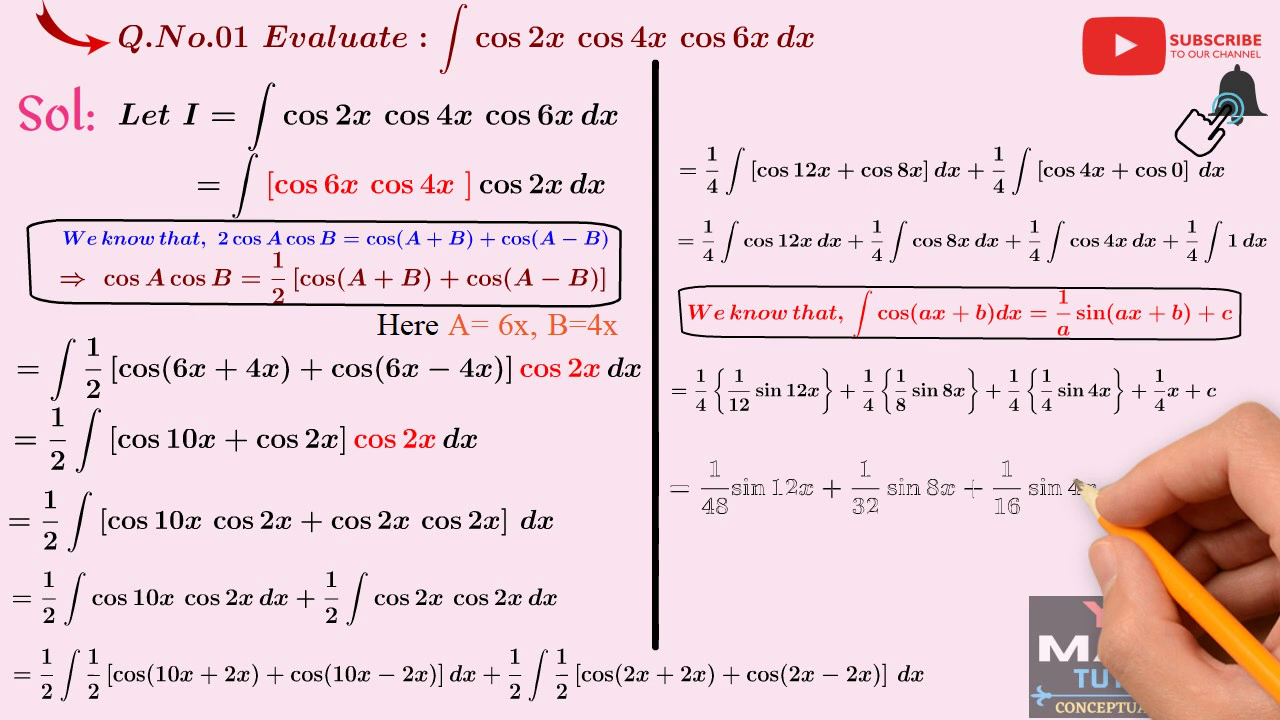 Q.No.01 Evaluate : ∫ cos 2x cos 4x cos 6x dx
SUBSCRIBE
TO OUR CHANNEL
Sol: Let I = ∫ cos 2x cos 4x cos 6x dx
= ∫ [cos 6x cos 4x ] cos 2x dx
We know that, 2 cos A cos B = cos(A + B) + cos(A − B)
⇒ cos A cos B = 1/2 [cos(A + B) + cos(A − B)]
Here A= 6x, B=4x
= ∫ 1/2 [cos(6x + 4x) + cos(6x − 4x)] cos 2x dx
= 1/2 ∫ [cos 10x + cos 2x] cos 2x dx
= 1/2 ∫ [cos 10x cos 2x + cos 2x cos 2x] dx
= 1/2 ∫ cos 10x cos 2x dx + 1/2 ∫ cos 2x cos 2x dx
= 1/2 ∫ 1/2 [cos(10x + 2x) + cos(10x − 2x)] dx + 1/2 ∫ 1/2 [cos(2x + 2x) + cos(2x − 2x)] dx
= 1/4 ∫ [cos 12x + cos 8x] dx + 1/4 ∫ [cos 4x + cos 0] dx
= 1/4 ∫ cos 12x dx + 1/4 ∫ cos 8x dx + 1/4 ∫ cos 4x dx + 1/4 ∫ 1 dx
We know that, ∫ cos(ax + b)dx = 1/a sin(ax + b) + c
= 1/4 {1/12 sin 12x} + 1/4 {1/8 sin 8x} + 1/4 {1/4 sin 4x} + 1/4 x + c
= 1/48 sin 12x + 1/32 sin 8x + 1/16 sin 4x